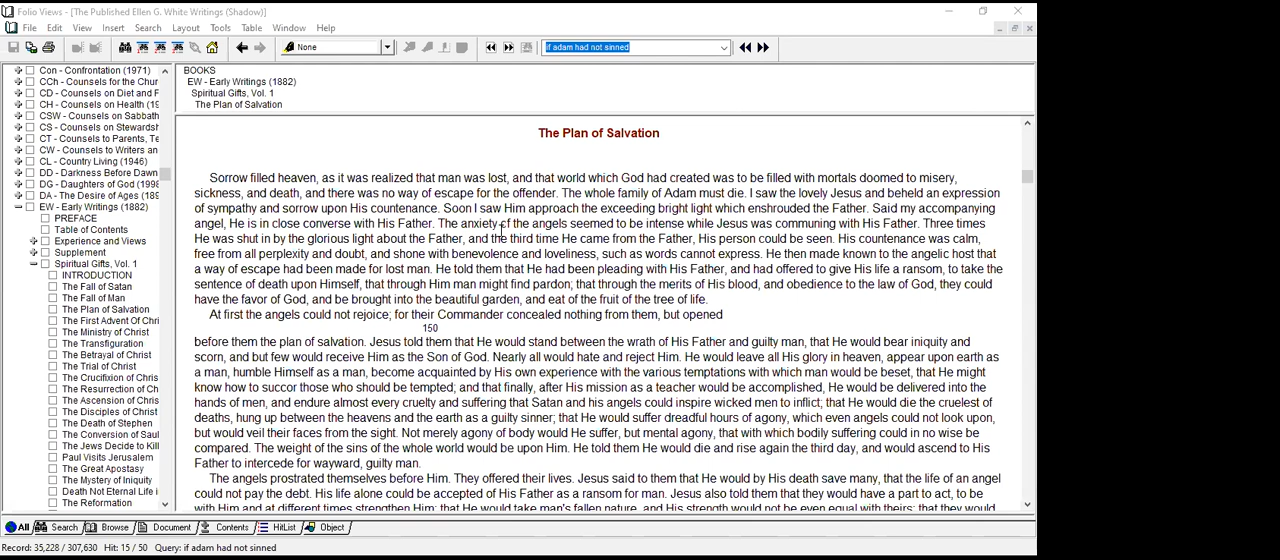 Folio Views - [The Published Ellen G. White Writings (Shadow)]
File Edit View Insert Search Layout Tools Table Window Help
None
if adam had not sinned
Con - Confrontation (1971)
CCh - Counsels for the Chur
CD - Counsels on Diet and F
CH - Counsels on Health (19
CSW - Counsels on Sabbath
CS - Counsels on Stewardsh
CT - Counsels to Parents, Te
CW - Counsels to Writers an
CL - Country Living (1946)
DD - Darkness Before Dawn
DG - Daughters of God (1998
DA - The Desire of Ages (189
EW - Early Writings (1882)
PREFACE
Table of Contents
Experience and Views
Supplement
Spiritual Gifts, Vol. 1
INTRODUCTION
The Fall of Satan
The Fall of Man
The Plan of Salvation
The First Advent Of Chri
The Ministry of Christ
The Transfiguration
The Betrayal of Christ
The Trial of Christ
The Crucifixion of Chris
The Resurrection of Ch
The Ascension of Chris
The Disciples of Christ
The Death of Stephen
The Conversion of Saul
The Jews Decide to Kill
Paul Visits Jerusalem
The Great Apostasy
The Mystery of Iniquity
Death Not Eternal Life i
The Reformation
BOOKS
EW - Early Writings (1882)
Spiritual Gifts, Vol. 1
The Plan of Salvation
The Plan of Salvation
Sorrow filled heaven, as it was realized that man was lost, and that world which God had created was to be filled with mortals doomed to misery,
sickness, and death, and there was no way of escape for the offender. The whole family of Adam must die. I saw the lovely Jesus and beheld an expression
of sympathy and sorrow upon His countenance. Soon I saw Him approach the exceeding bright light which enshrouded the Father. Said my accompanying
angel, He is in close converse with His Father. The anxiety of the angels seemed to be intense while Jesus was communing with His Father. Three times
He was shut in by the glorious light about the Father, and the third time He came from the Father, His person could be seen. His countenance was calm,
free from all perplexity and doubt, and shone with benevolence and loveliness, such as words cannot express. He then made known to the angelic host that
a way of escape had been made for lost man. He told them that He had been pleading with His Father, and had offered to give His life a ransom, to take the
sentence of death upon Himself, that through Him man might find pardon; that through the merits of His blood, and obedience to the law of God, they could
have the favor of God, and be brought into the beautiful garden, and eat of the fruit of the tree of life.
At first the angels could not rejoice; for their Commander concealed nothing from them, but opened
150
before them the plan of salvation. Jesus told them that He would stand between the wrath of His Father and guilty man, that He would bear iniquity and
scorn, and but few would receive Him as the Son of God. Nearly all would hate and reject Him. He would leave all His glory in heaven, appear upon earth as
a man, humble Himself as a man, become acquainted by His own experience with the various temptations with which man would be beset, that He might
know how to succor those who should be tempted; and that finally, after His mission as a teacher would be accomplished, He would be delivered into the
hands of men, and endure almost every cruelty and suffering that Satan and his angels could inspire wicked men to inflict; that He would die the cruelest of
deaths, hung up between the heavens and the earth as a guilty sinner; that He would suffer dreadful hours of agony, which even angels could not look upon,
but would veil their faces from the sight. Not merely agony of body would He suffer, but mental agony, that with which bodily suffering could in no wise be
compared. The weight of the sins of the whole world would be upon Him. He told them He would die and rise again the third day, and would ascend to His
Father to intercede for wayward, guilty man.
The angels prostrated themselves before Him. They offered their lives. Jesus said to them that He would by His death save many, that the life of an angel
could not pay the debt. His life alone could be accepted of His Father as a ransom for man. Jesus also told them that they would have a part to act, to be
with Him and at different times strengthen Him; that He would take man's fallen nature, and His strength would not be even equal with theirs; that they would
All Search Browse Document Contents HitList Object
Record: 35,228 / 307,630 Hit: 15 / 50 Query: if adam had not sinned